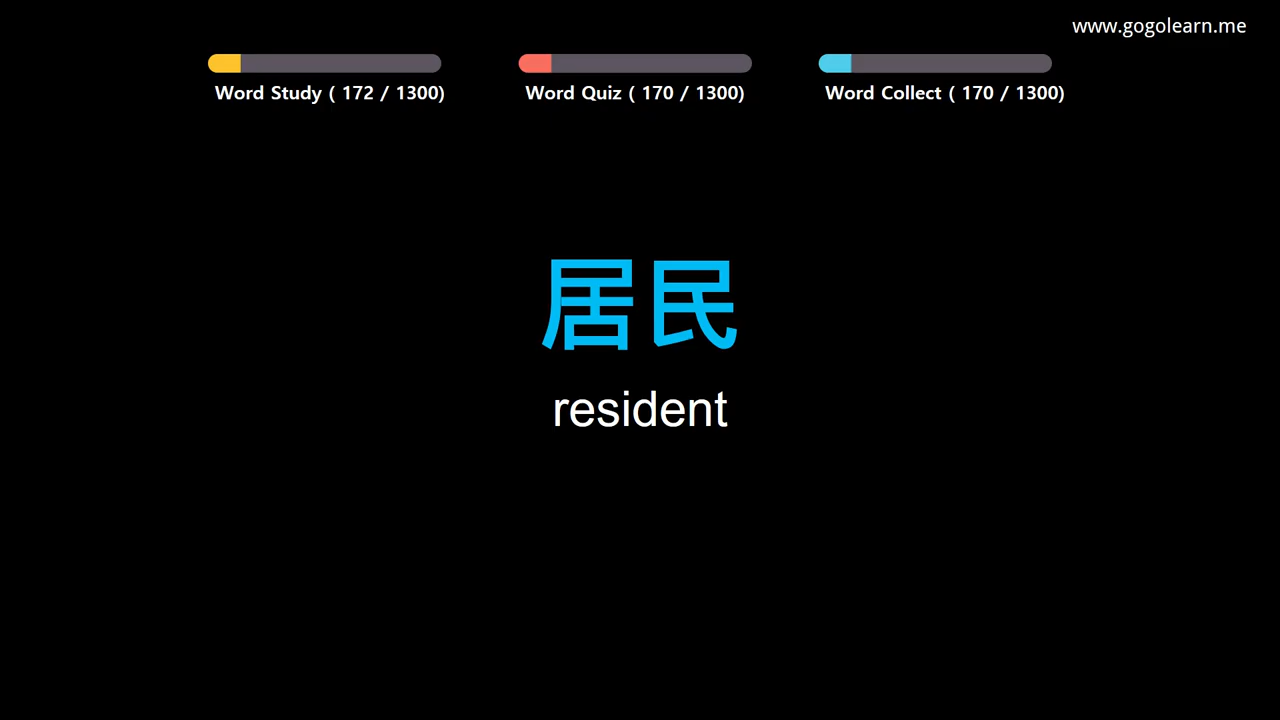 www.gogolearn.me
Word Study ( 172 / 1300)
Word Quiz ( 170 / 1300)
Word Collect ( 170 / 1300)
居民
resident